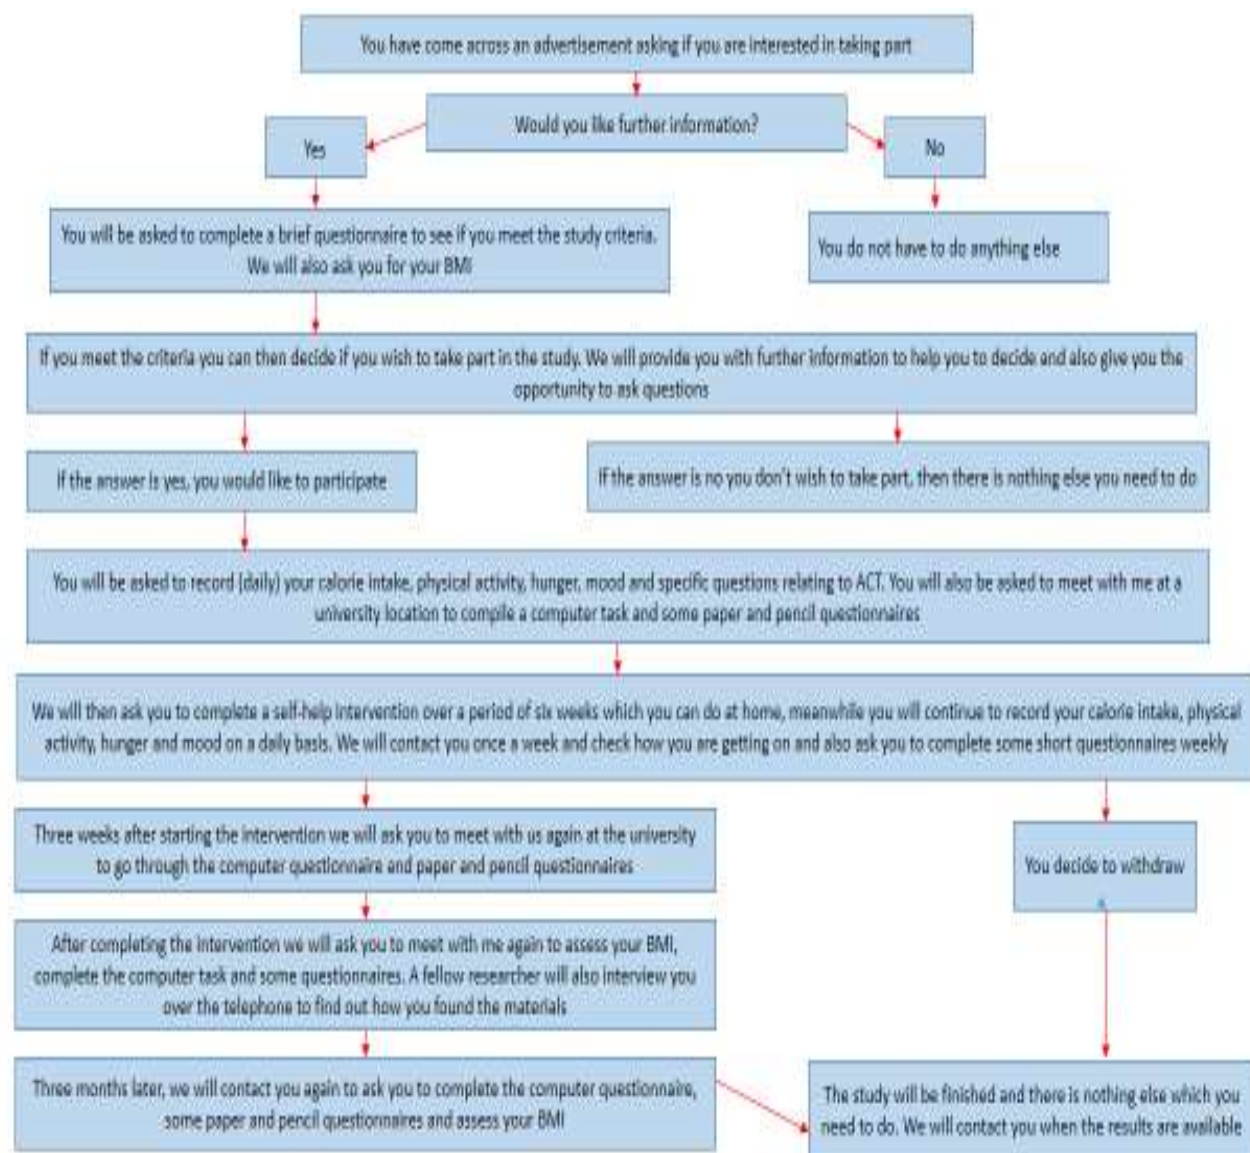 You have come across an advertisement asking if you are interested in taking part
Would you like further information?
Yes
No
You will be asked to complete a brief questionnaire to see if you meet the study criteria.
We will also ask you for your BMI
You do not have to do anything else
If you meet the criteria you can then decide if you wish to take part in the study. We will provide you with further information to help you to decide and also give you the
opportunity to ask questions
If the answer is yes, you would like to participate
If the answer is no you don't wish to take part, then there is nothing else you need to do
You will be asked to record (daily) your calorie intake, physical activity, hunger, mood and specific questions relating to ACT. You will also be asked to meet with me at a
university location to compile a computer task and some paper and pencil questionnaires
We will then ask you to complete a self-help intervention over a period of six weeks which you can do at home, meanwhile you will continue to record your calorie intake, physical
activity, hunger and mood on a daily basis. We will contact you once a week and check how you are getting on and also ask you to complete some short questionnaires weekly
Three weeks after starting the intervention we will ask you to meet with us again at the university
to go through the computer questionnaire and paper and pencil questionnaires
You decide to withdraw
After completing the intervention we will ask you to meet with me again to assess your BMI,
complete the computer task and some questionnaires. A fellow researcher will also interview you
over the telephone to find out how you found the materials
Three months later, we will contact you again to ask you to complete the computer questionnaire,
some paper and pencil questionnaires and assess your BMI
The study will be finished and there is nothing else which you
need to do. We will contact you when the results are available